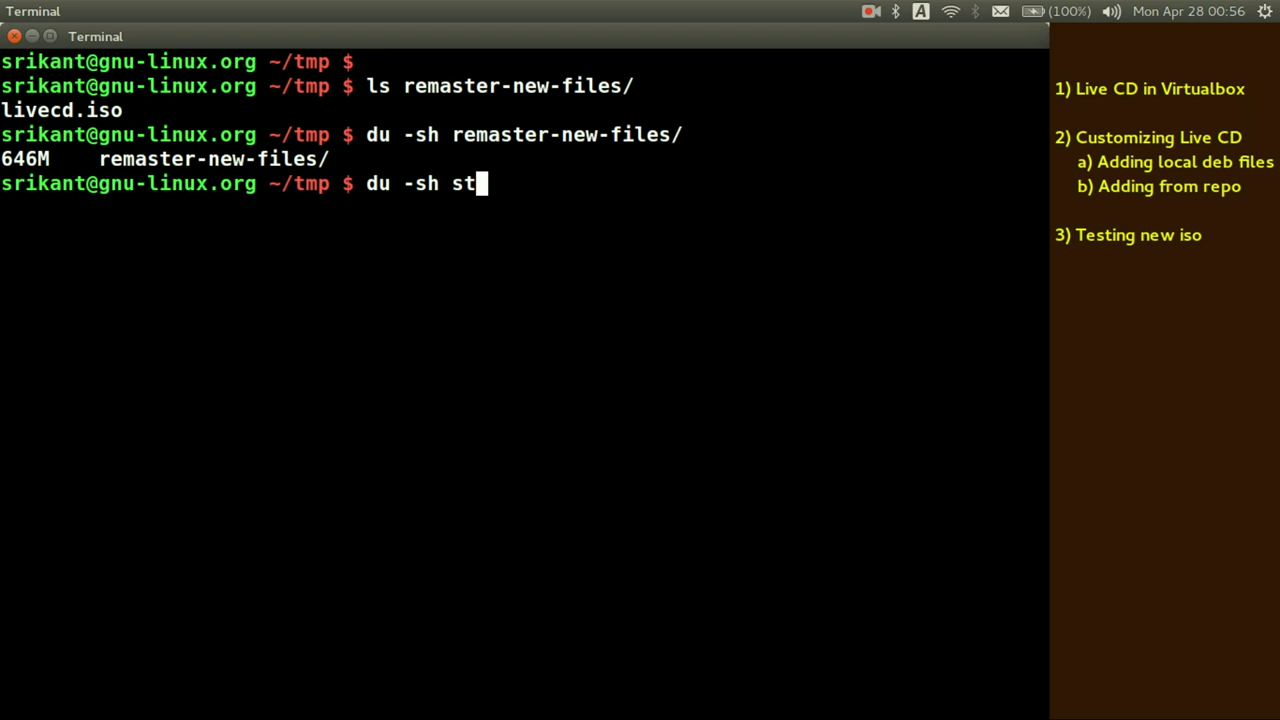 Terminal
A
(100%)
Mon Apr 28 00:56
Terminal
srikant@gnu-linux.org ~/tmp $
srikant@gnu-linux.org ~/tmp $ ls remaster-new-files/
livecd.iso
srikant@gnu-linux.org ~/tmp $ du -sh remaster-new-files/
646M    remaster-new-files/
srikant@gnu-linux.org ~/tmp $ du -sh st
1) Live CD in Virtualbox
2) Customizing Live CD
a) Adding local deb files
b) Adding from repo
3) Testing new iso